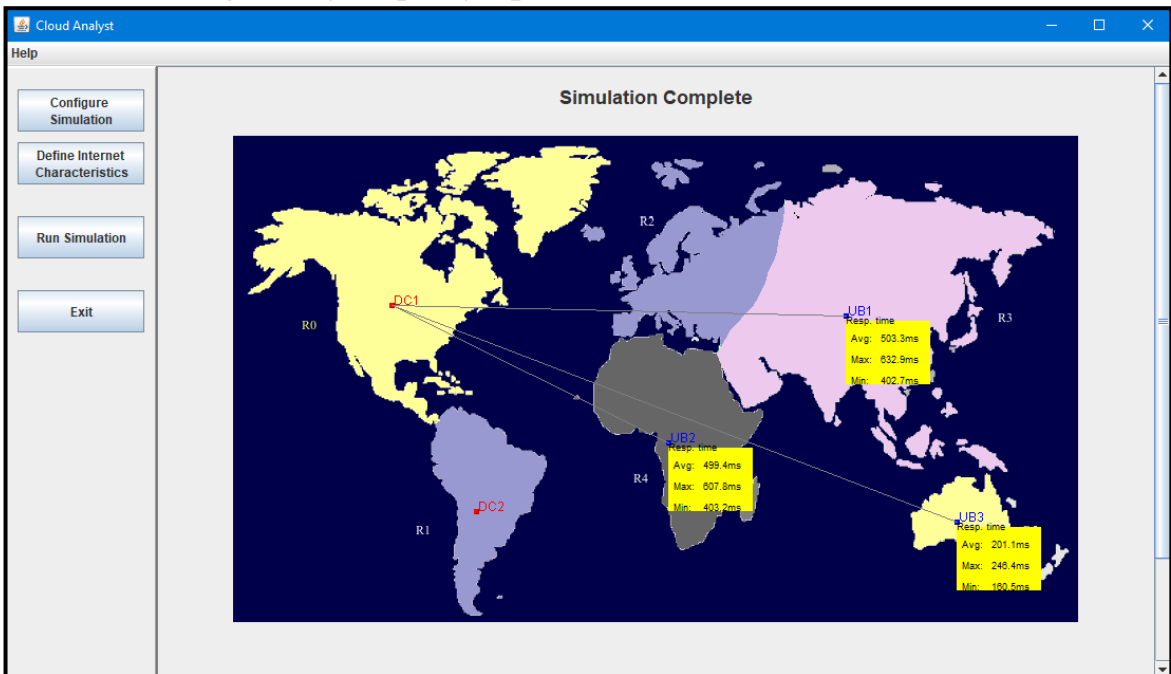 Cloud Analyst
Help
Configure
Simulation
Define Internet
Characteristics
Run Simulation
Exit
Simulation Complete
R2
DC1
R0
UB1
Resp. time
Avg: 503.3ms
Max: 632.9ms
Min: 402.7ms
R3
UB2
Resp. time
Avg: 499.4ms
Max: 607.8ms
Min: 403.2ms
R4
DC2
R1
UB3
Resp. time
Avg: 201.1ms
Max: 246.4ms
Min: 160.5ms